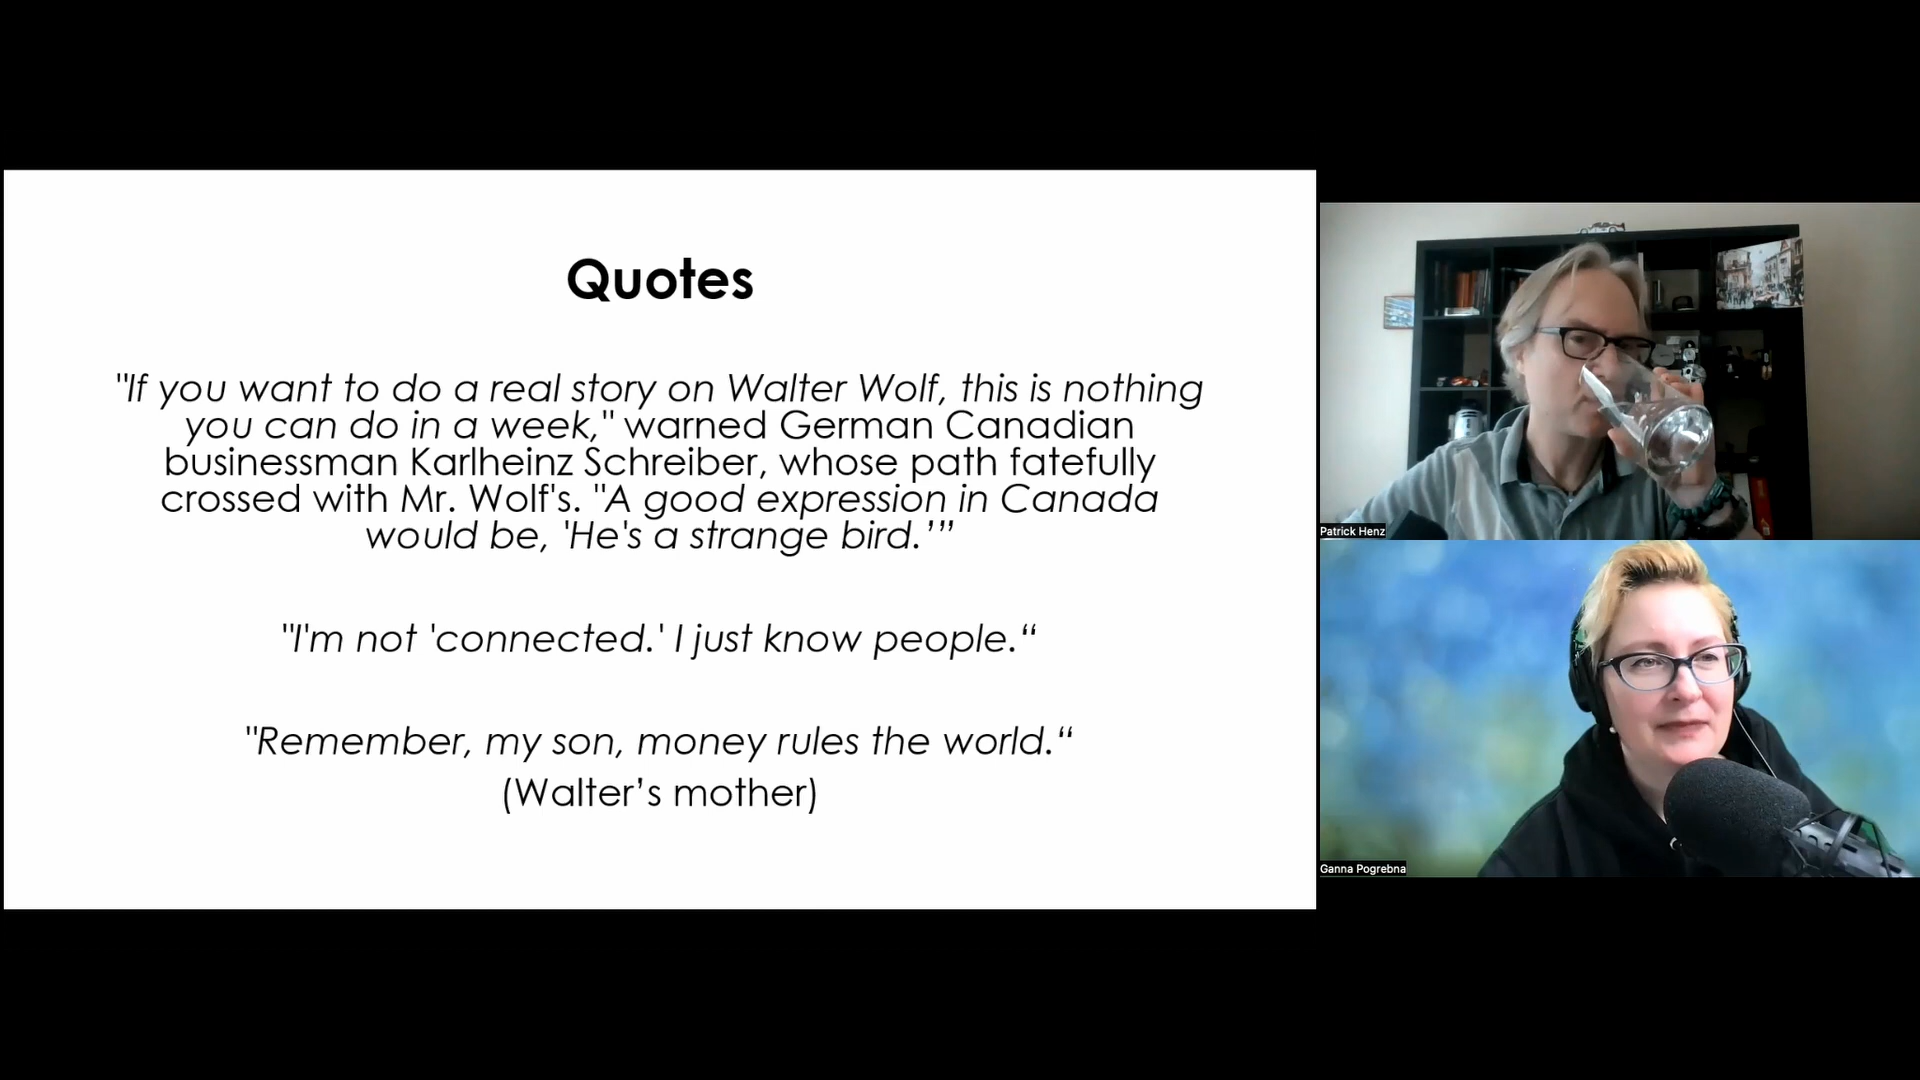 Quotes
"If you want to do a real story on Walter Wolf, this is nothing
you can do in a week," warned German Canadian
businessman Karlheinz Schreiber, whose path fatefully
crossed with Mr. Wolf's. "A good expression in Canada
would be, 'He's a strange bird.’”
"I'm not 'connected.' I just know people.“
"Remember, my son, money rules the world.“
(Walter’s mother)
Patrick Henz
Ganna Pogrebna